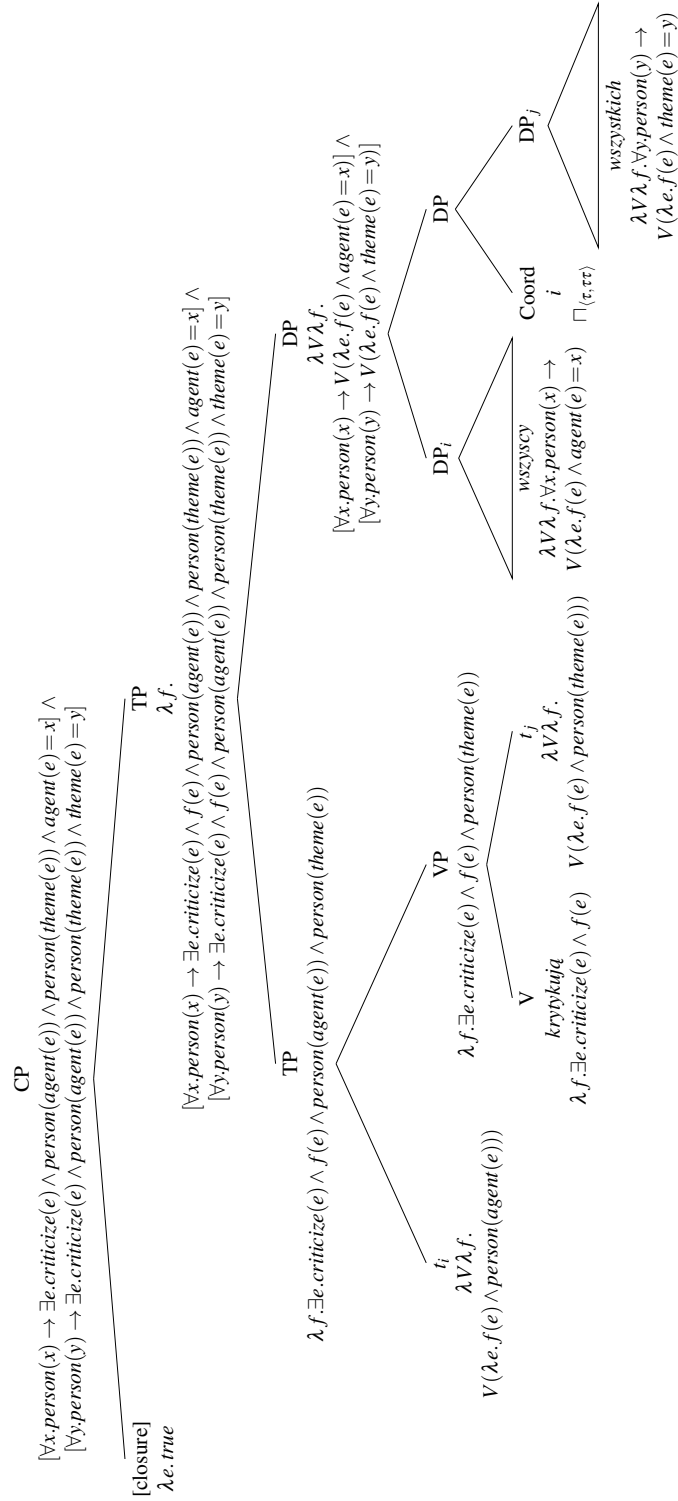 CP
[∀x.person(x) → ∃e.criticize(e) ∧ person(agent(e)) ∧ person(theme(e)) ∧ agent(e) = x] ∧
[∀y.person(y) → ∃e.criticize(e) ∧ person(agent(e)) ∧ person(theme(e)) ∧ theme(e) = y]
[closure]
λe.true
TP
λf.
[∀x.person(x) → ∃e.criticize(e) ∧ f(e) ∧ person(agent(e)) ∧ person(theme(e)) ∧ agent(e) = x] ∧
[∀y.person(y) → ∃e.criticize(e) ∧ f(e) ∧ person(agent(e)) ∧ person(theme(e)) ∧ theme(e) = y]
TP
λf.∃e.criticize(e) ∧ f(e) ∧ person(agent(e)) ∧ person(theme(e))
DP
λVλf.
[∀x.person(x) → V(λe.f(e) ∧ agent(e) = x)] ∧
[∀y.person(y) → V(λe.f(e) ∧ theme(e) = y)]
t_i
λVλf.
V(λe.f(e) ∧ person(agent(e)))
VP
λf.∃e.criticize(e) ∧ f(e) ∧ person(theme(e))
DP_i
wszyscy
λVλf.∀x.person(x) →
V(λe.f(e) ∧ agent(e) = x)
DP
V
krytykują
λf.∃e.criticize(e) ∧ f(e)
t_j
λVλf.
V(λe.f(e) ∧ person(theme(e)))
Coord
i
⊓⟨τ,ττ⟩
DP_j
wszystkich
λVλf.∀y.person(y) →
V(λe.f(e) ∧ theme(e) = y)